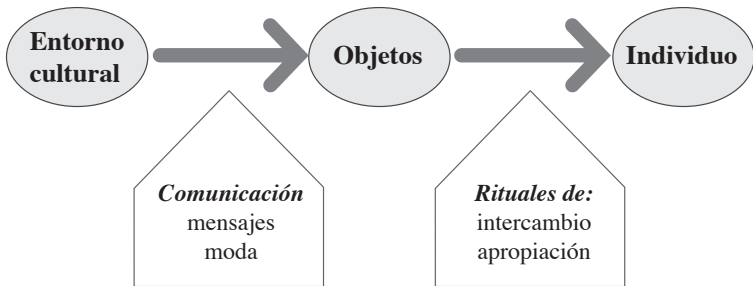 Entorno
cultural
Objetos
Individuo
Comunicación
mensajes
moda
Rituales de:
intercambio
apropiación